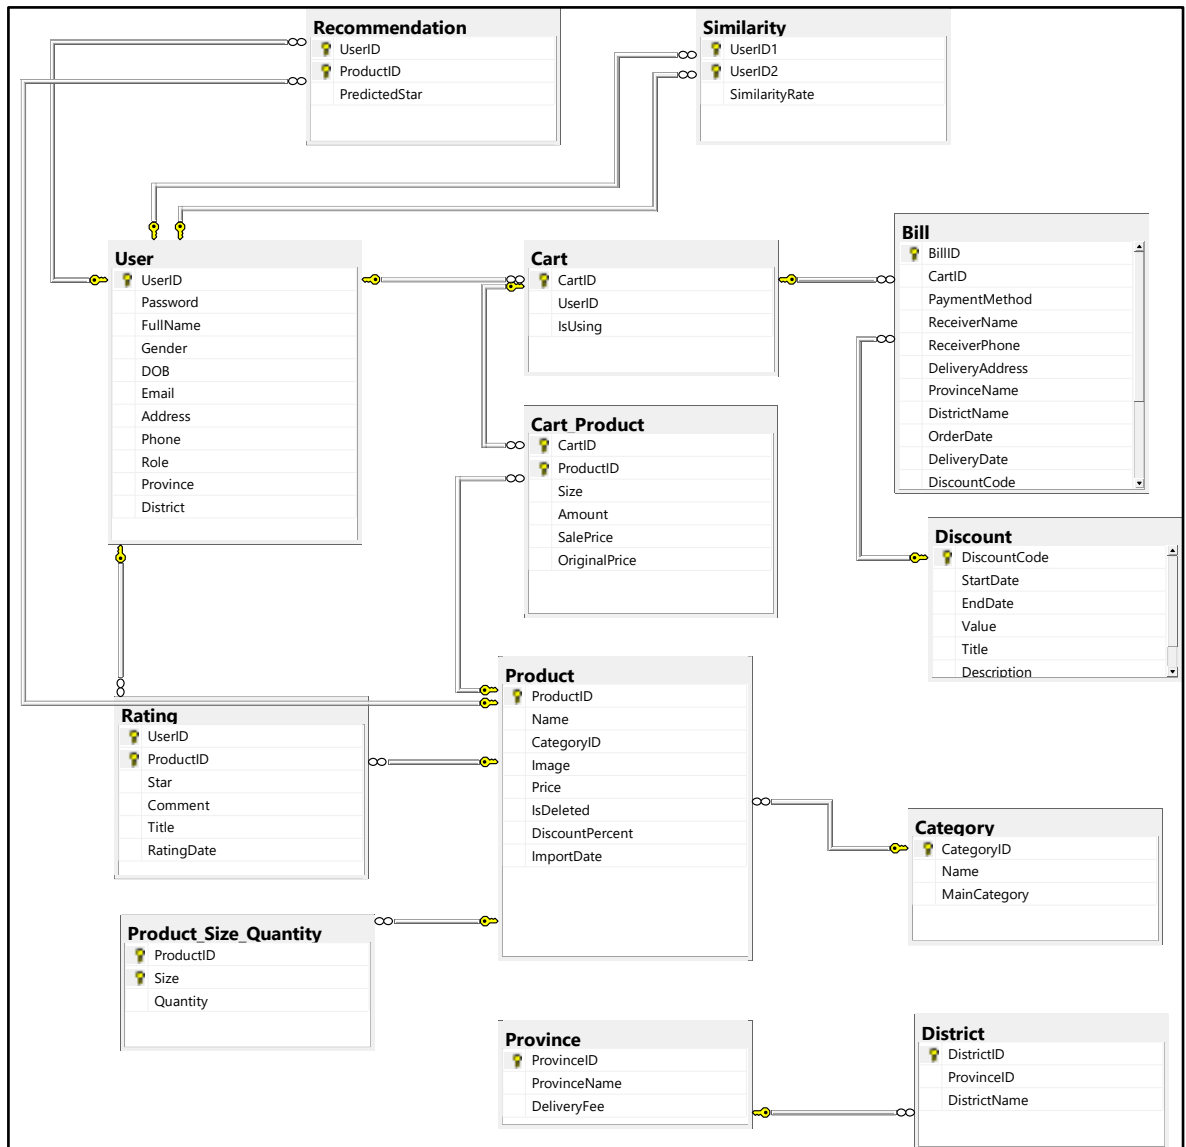 Recommendation
UserID
ProductID
PredictedStar
Similarity
UserID1
UserID2
SimilarityRate
User
UserID
Password
FullName
Gender
DOB
Email
Address
Phone
Role
Province
District
Cart
CartID
UserID
IsUsing
Bill
BillID
CartID
PaymentMethod
ReceiverName
ReceiverPhone
DeliveryAddress
ProvinceName
DistrictName
OrderDate
DeliveryDate
DiscountCode
Cart_Product
CartID
ProductID
Size
Amount
SalePrice
OriginalPrice
Discount
DiscountCode
StartDate
EndDate
Value
Title
Description
Product
ProductID
Name
CategoryID
Image
Price
IsDeleted
DiscountPercent
ImportDate
Rating
UserID
ProductID
Star
Comment
Title
RatingDate
Category
CategoryID
Name
MainCategory
Product_Size_Quantity
ProductID
Size
Quantity
Province
ProvinceID
ProvinceName
DeliveryFee
District
DistrictID
ProvinceID
DistrictName